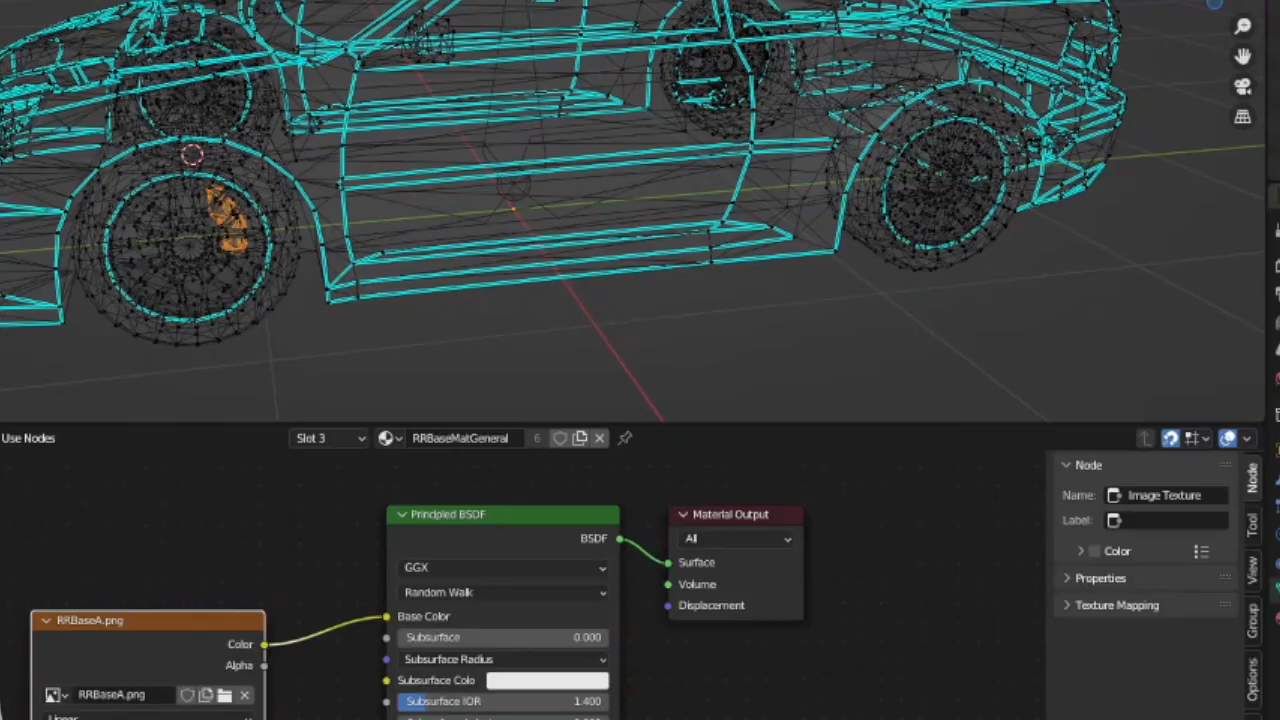 Use Nodes
Slot 3
RRBaseMatGeneral
6
Node
Name:
Image Texture
Label:
Color
Properties
Texture Mapping
Node
Tool
View
Group
Options
Principled BSDF
BSDF
GGX
Random Walk
Base Color
Subsurface 0.000
Subsurface Radius
Subsurface Colo
Subsurface IOR 1.400
Material Output
All
Surface
Volume
Displacement
RRBaseA.png
Color
Alpha
RRBaseA.png
Linear